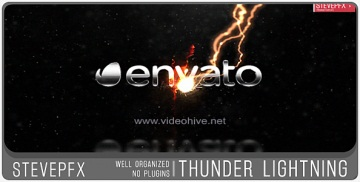 STEVEPFX
envato
www.videohive.net
STEVEPFX
WELL ORGANIZED
NO PLUGINS
THUNDER LIGHTNING